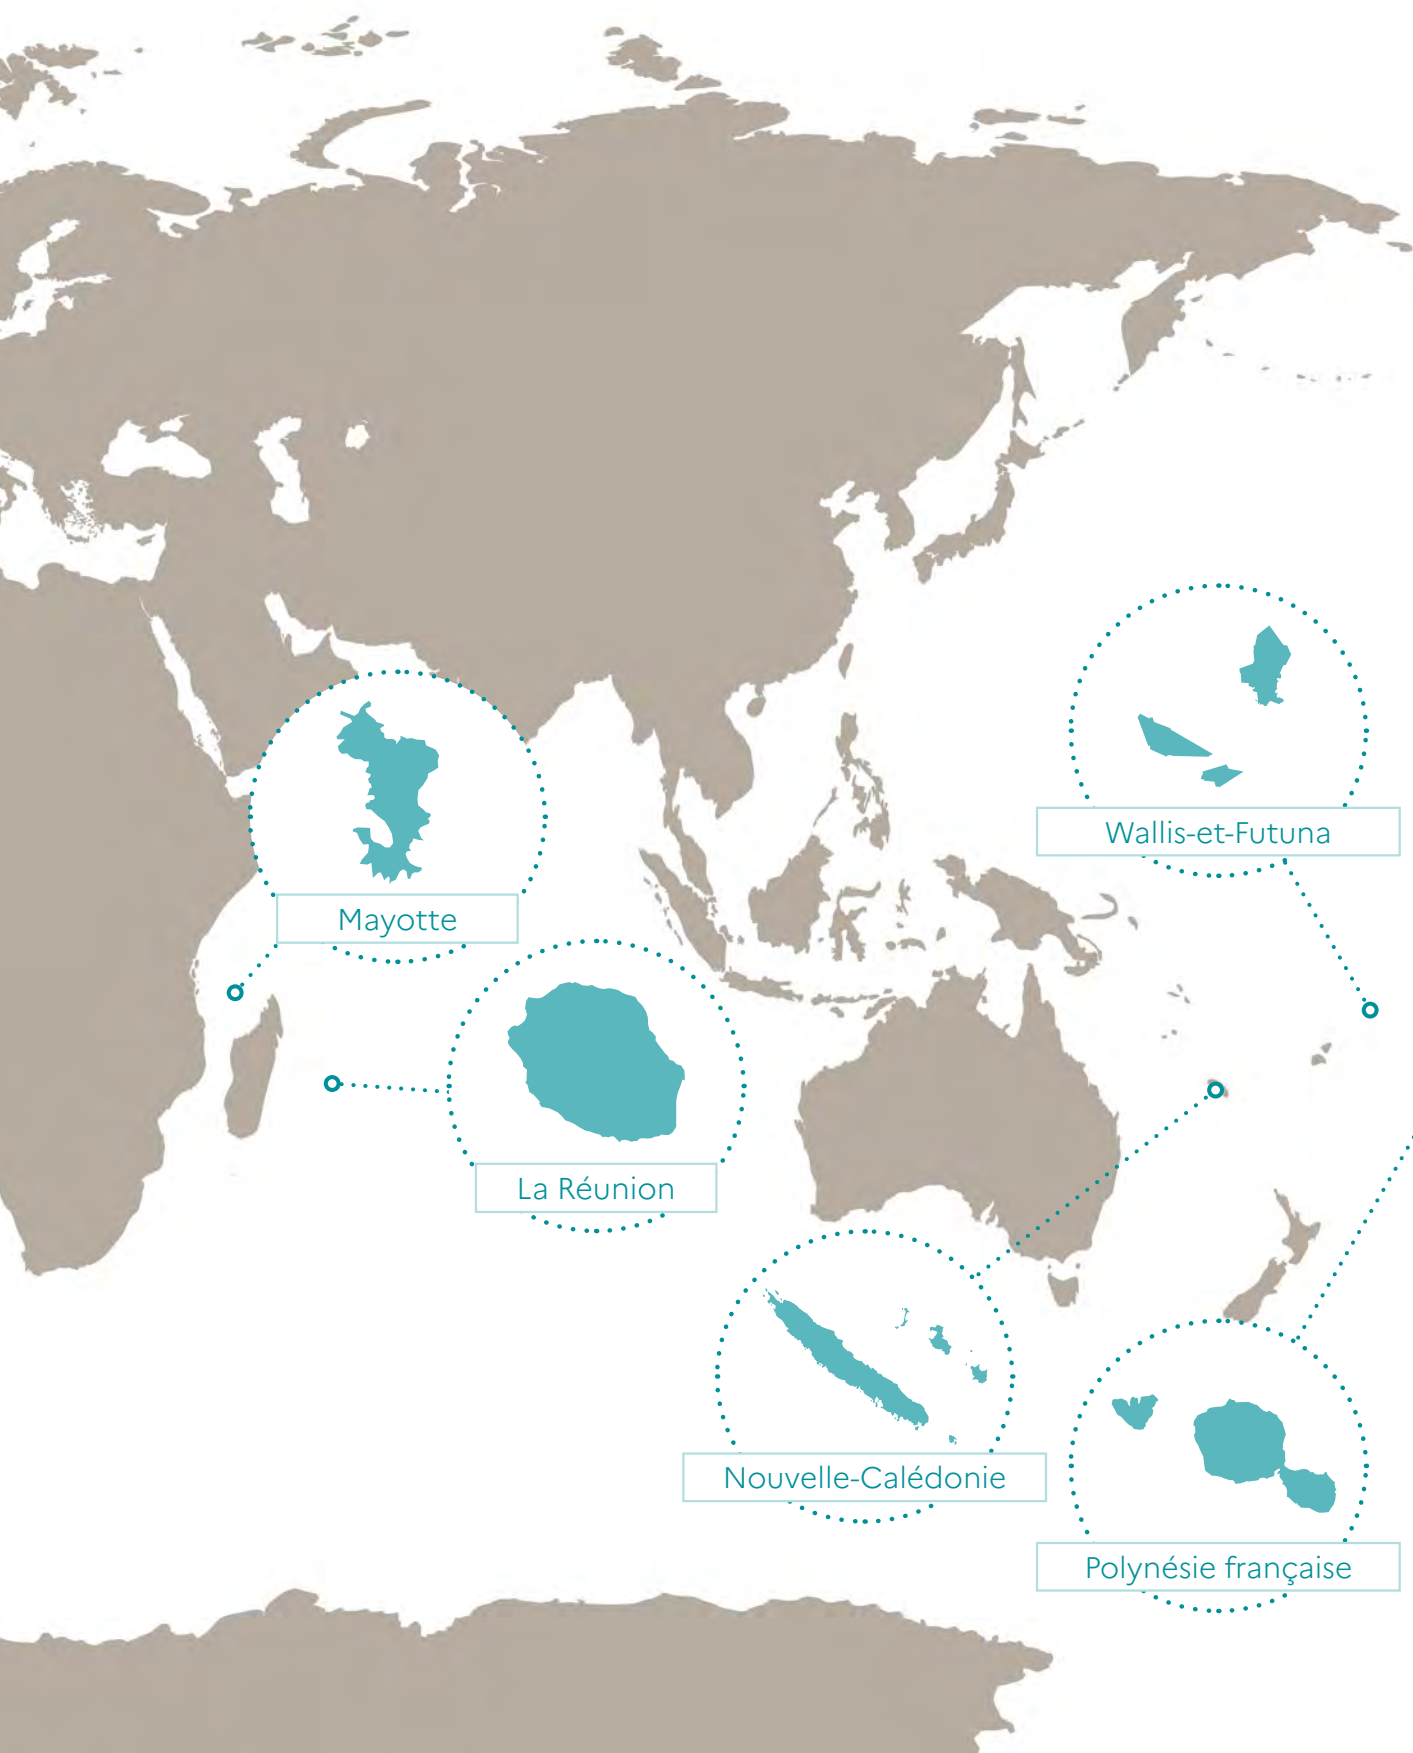 Wallis-et-Futuna
Mayotte
La Réunion
Nouvelle-Calédonie
Polynésie française